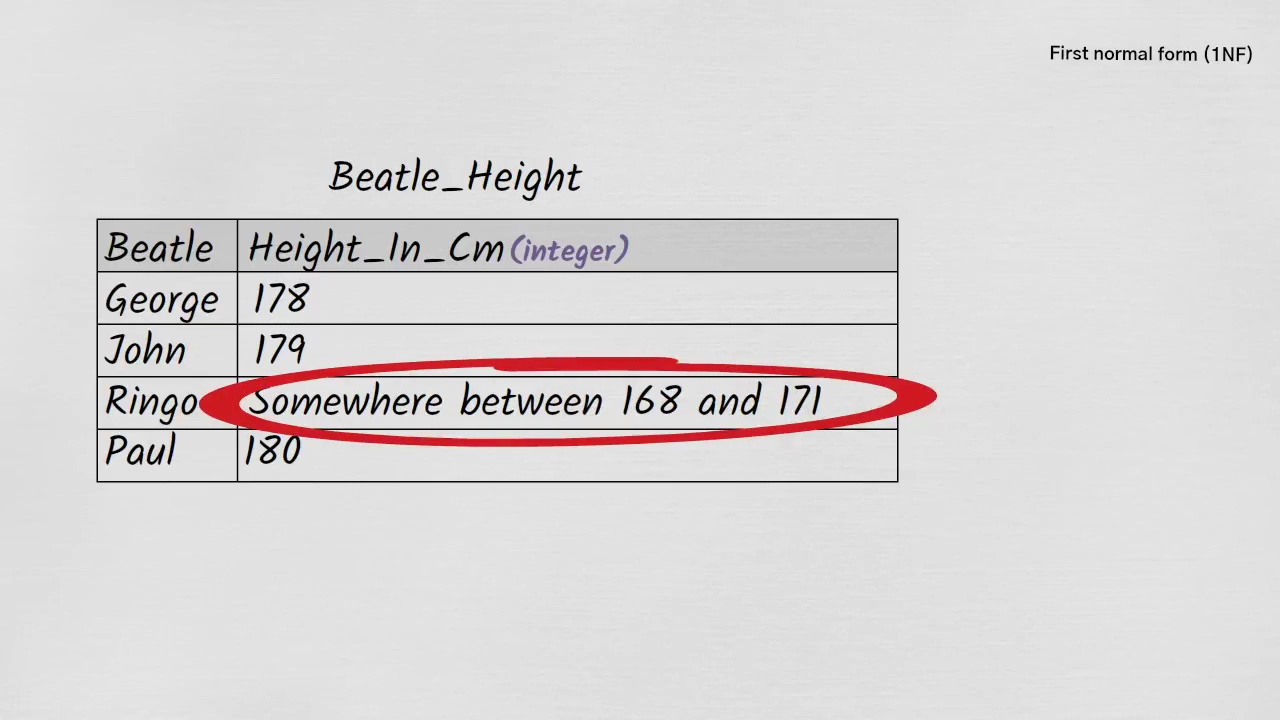 First normal form (1NF)
Beatle_Height
Beatle Height_In_Cm (integer)
George 178
John 179
Ringo Somewhere between 168 and 171
Paul 180